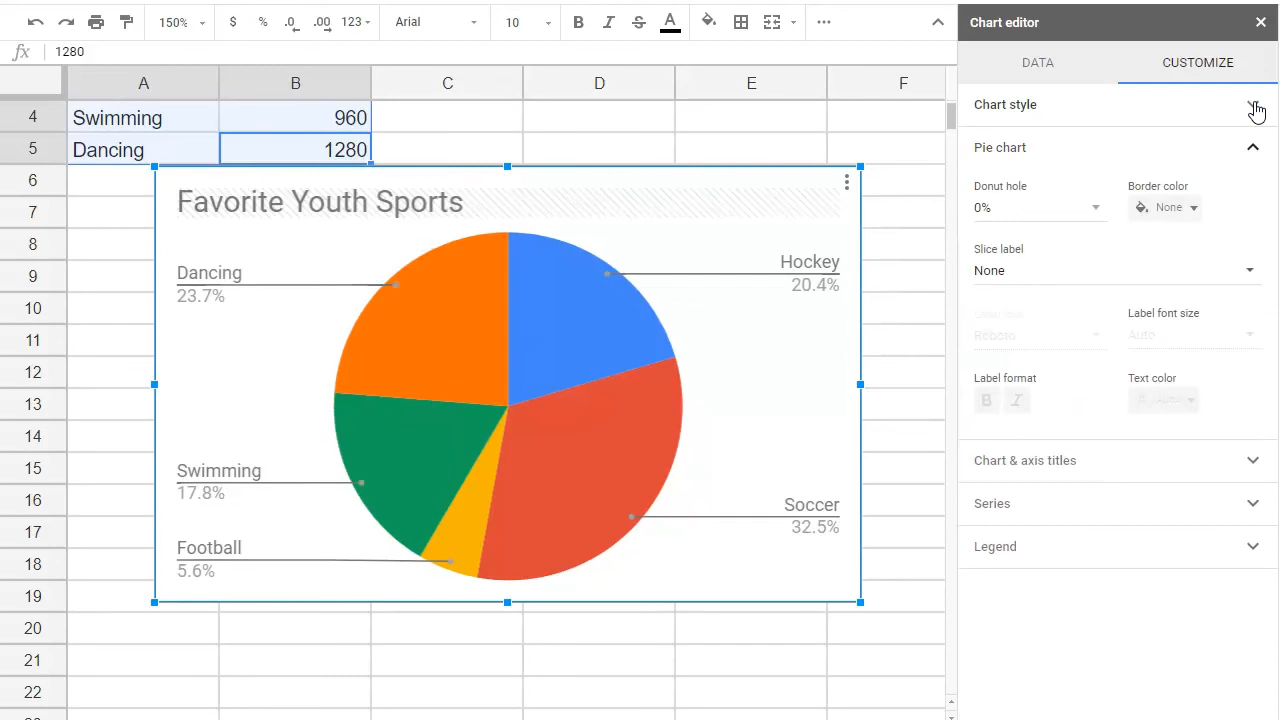 150% $ % .0 .00 123 Arial 10 B I S A
Chart editor
fx 1280
DATA CUSTOMIZE
A B C D E F
Chart style
4 Swimming 960
5 Dancing 1280
Pie chart
6
7
8
9
10
11
12
13
14
15
16
17
18
19
20
21
22
Favorite Youth Sports
Dancing
23.7%
Hockey
20.4%
Swimming
17.8%
Soccer
32.5%
Football
5.6%
Donut hole Border color
0% None
Slice label
None
Label font size
Roboto Auto
Label format Text color
B I
Chart & axis titles
Series
Legend